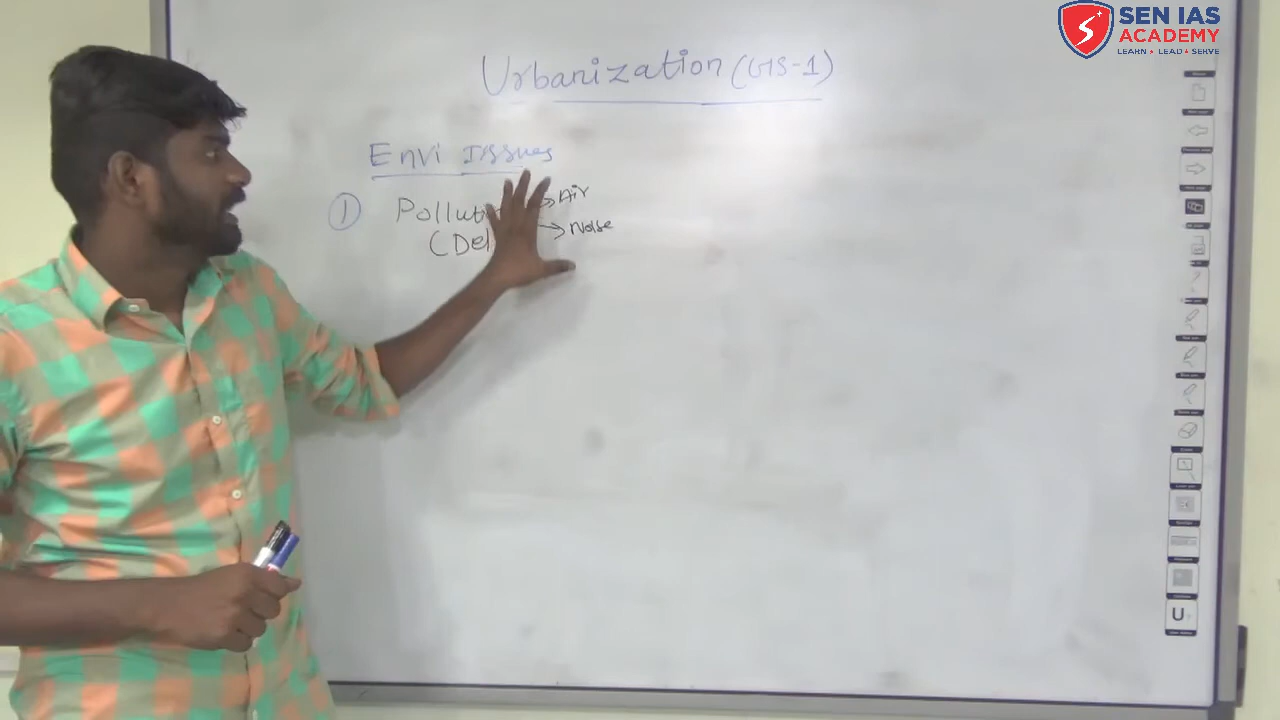 SEN IAS
ACADEMY
LEARN ★ LEAD ★ SERVE
Urbanization (GS-1)
Envi Issues
① Pollut → Air
→ Noise
(Del
U